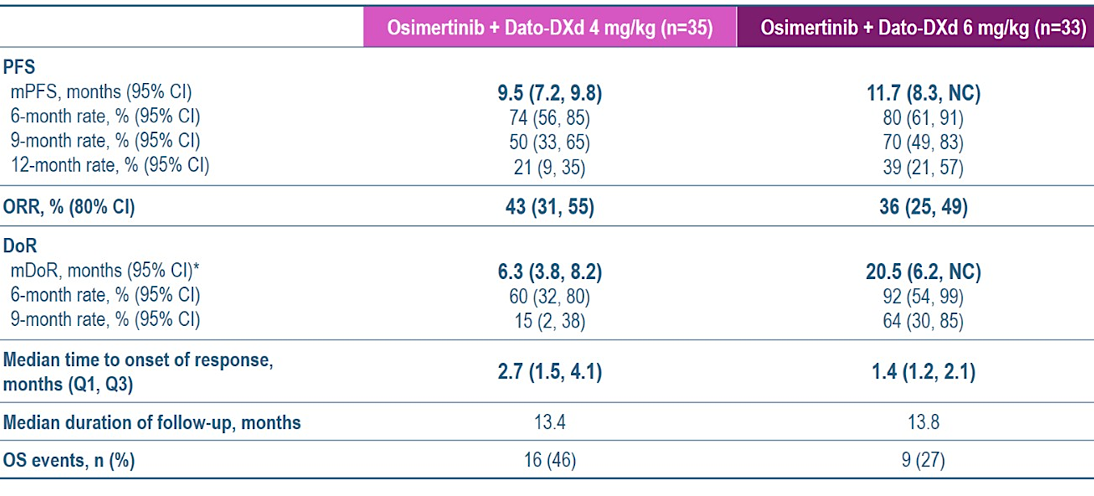 Osimertinib + Dato-DXd 4 mg/kg (n=35) Osimertinib + Dato-DXd 6 mg/kg (n=33)
PFS
mPFS, months (95% CI) 9.5 (7.2, 9.8) 11.7 (8.3, NC)
6-month rate, % (95% CI) 74 (56, 85) 80 (61, 91)
9-month rate, % (95% CI) 50 (33, 65) 70 (49, 83)
12-month rate, % (95% CI) 21 (9, 35) 39 (21, 57)
ORR, % (80% CI) 43 (31, 55) 36 (25, 49)
DoR
mDoR, months (95% CI)* 6.3 (3.8, 8.2) 20.5 (6.2, NC)
6-month rate, % (95% CI) 60 (32, 80) 92 (54, 99)
9-month rate, % (95% CI) 15 (2, 38) 64 (30, 85)
Median time to onset of response,
months (Q1, Q3) 2.7 (1.5, 4.1) 1.4 (1.2, 2.1)
Median duration of follow-up, months 13.4 13.8
OS events, n (%) 16 (46) 9 (27)